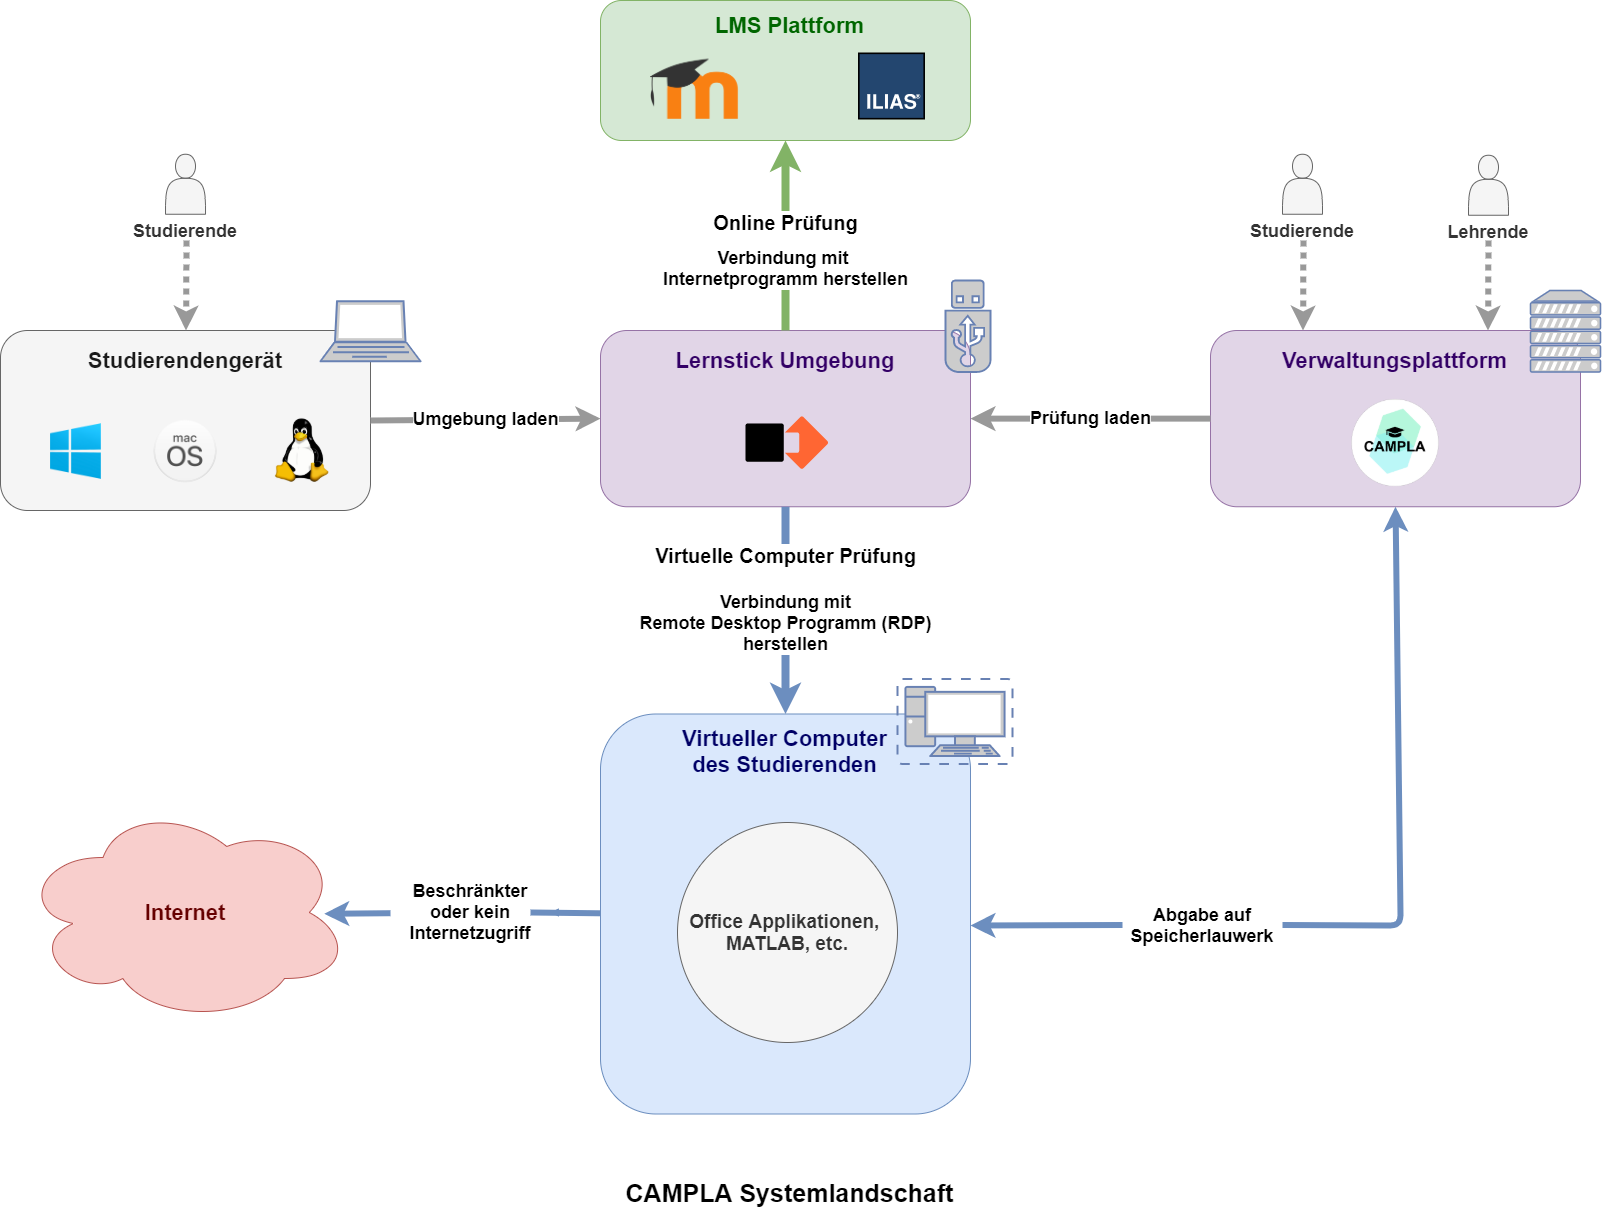 LMS Plattform
ILIAS®
Online Prüfung
Verbindung mit
Internetprogramm herstellen
Studierende
Studierende
Lehrende
Studierendengerät
mac
OS
Umgebung laden
Lernstick Umgebung
Prüfung laden
Verwaltungsplattform
CAMPLA
Virtuelle Computer Prüfung
Verbindung mit
Remote Desktop Programm (RDP)
herstellen
Virtueller Computer
des Studierenden
Office Applikationen,
MATLAB, etc.
Internet
Beschränkter
oder kein
Internetzugriff
Abgabe auf
Speicherlauwerk
CAMPLA Systemlandschaft